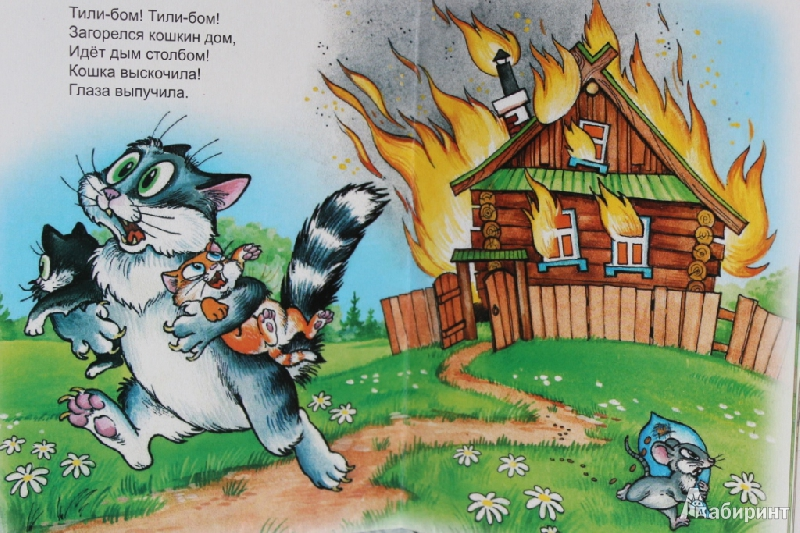 Тили-бом! Тили-бом!
Загорелся кошкин дом,
Идёт дым столбом!
Кошка выскочила!
Глаза выпучила.
Лабиринт